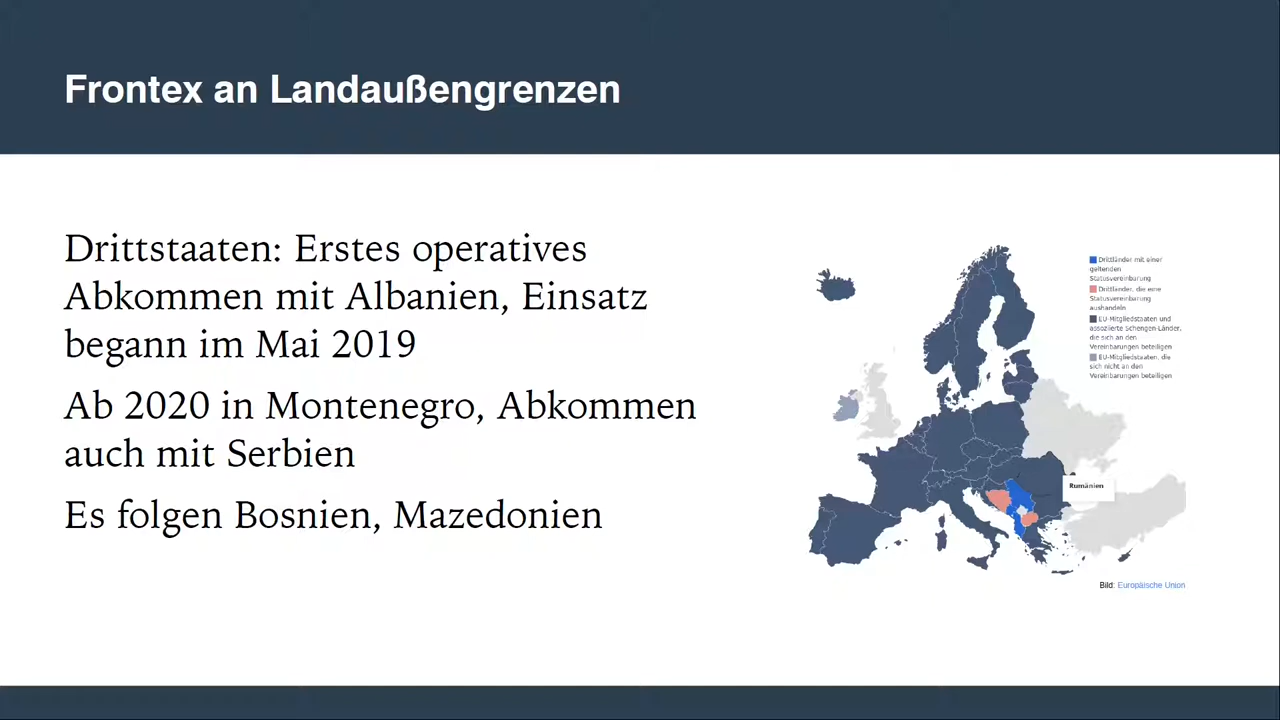 Frontex an Landaußengrenzen
Drittstaaten: Erstes operatives
Abkommen mit Albanien, Einsatz
begann im Mai 2019
Ab 2020 in Montenegro, Abkommen
auch mit Serbien
Es folgen Bosnien, Mazedonien
Drittländer mit einer
geltenden
Statusvereinbarung
Drittländer, die eine
Statusvereinbarung
aushandeln
EU-Mitgliedstaaten und
assoziierte Schengen-Länder,
die sich an den
Vereinbarungen beteiligen
EU-Mitgliedstaaten, die
sich nicht an den
Vereinbarungen beteiligen
Rumänien
Bild: Europäische Union